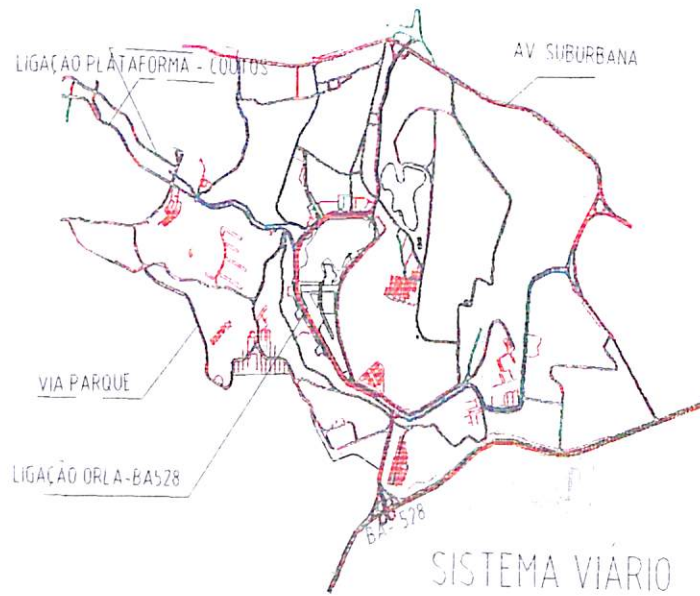 LIGAÇÃO PLATAFORMA - COUTOS
AV SUBURBANA
VIA PARQUE
LIGAÇÃO ORLA-BA528
BA-528
SISTEMA VIÁRIO